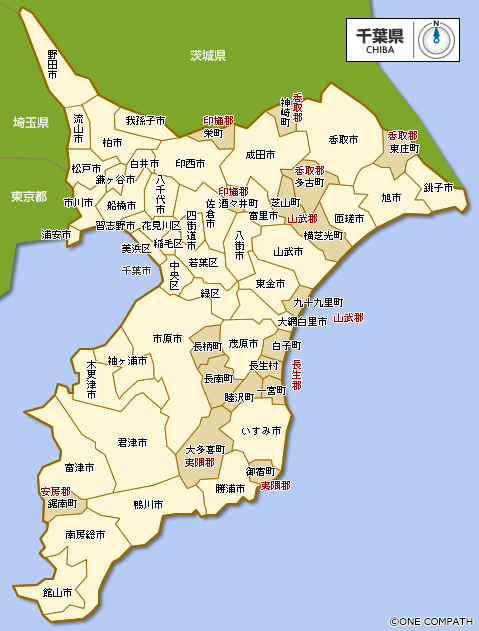 千葉県
CHIBA
茨城県
埼玉県
東京都
野田市
流山市
我孫子市
柏市
印旛郡
栄町
香取郡
神崎町
香取市
香取郡
東庄町
松戸市
鎌ヶ谷市
白井市
印西市
成田市
香取郡
多古町
銚子市
旭市
市川市
船橋市
八千代市
佐倉市
印旛郡
酒々井町
芝山町
富里市
山武郡
匝瑳市
横芝光町
浦安市
習志野市
花見川区
四街道市
八街市
美浜区
稲毛区
若葉区
山武市
千葉市
中央区
緑区
東金市
九十九里町
大網白里市
山武郡
市原市
長柄町
茂原市
白子町
木更津市
袖ヶ浦市
長南町
長生村
長生郡
睦沢町
一宮町
君津市
いすみ市
大多喜町
夷隅郡
富津市
御宿町
夷隅郡
勝浦市
安房郡
鋸南町
鴨川市
南房総市
館山市
©ONE COMPATH